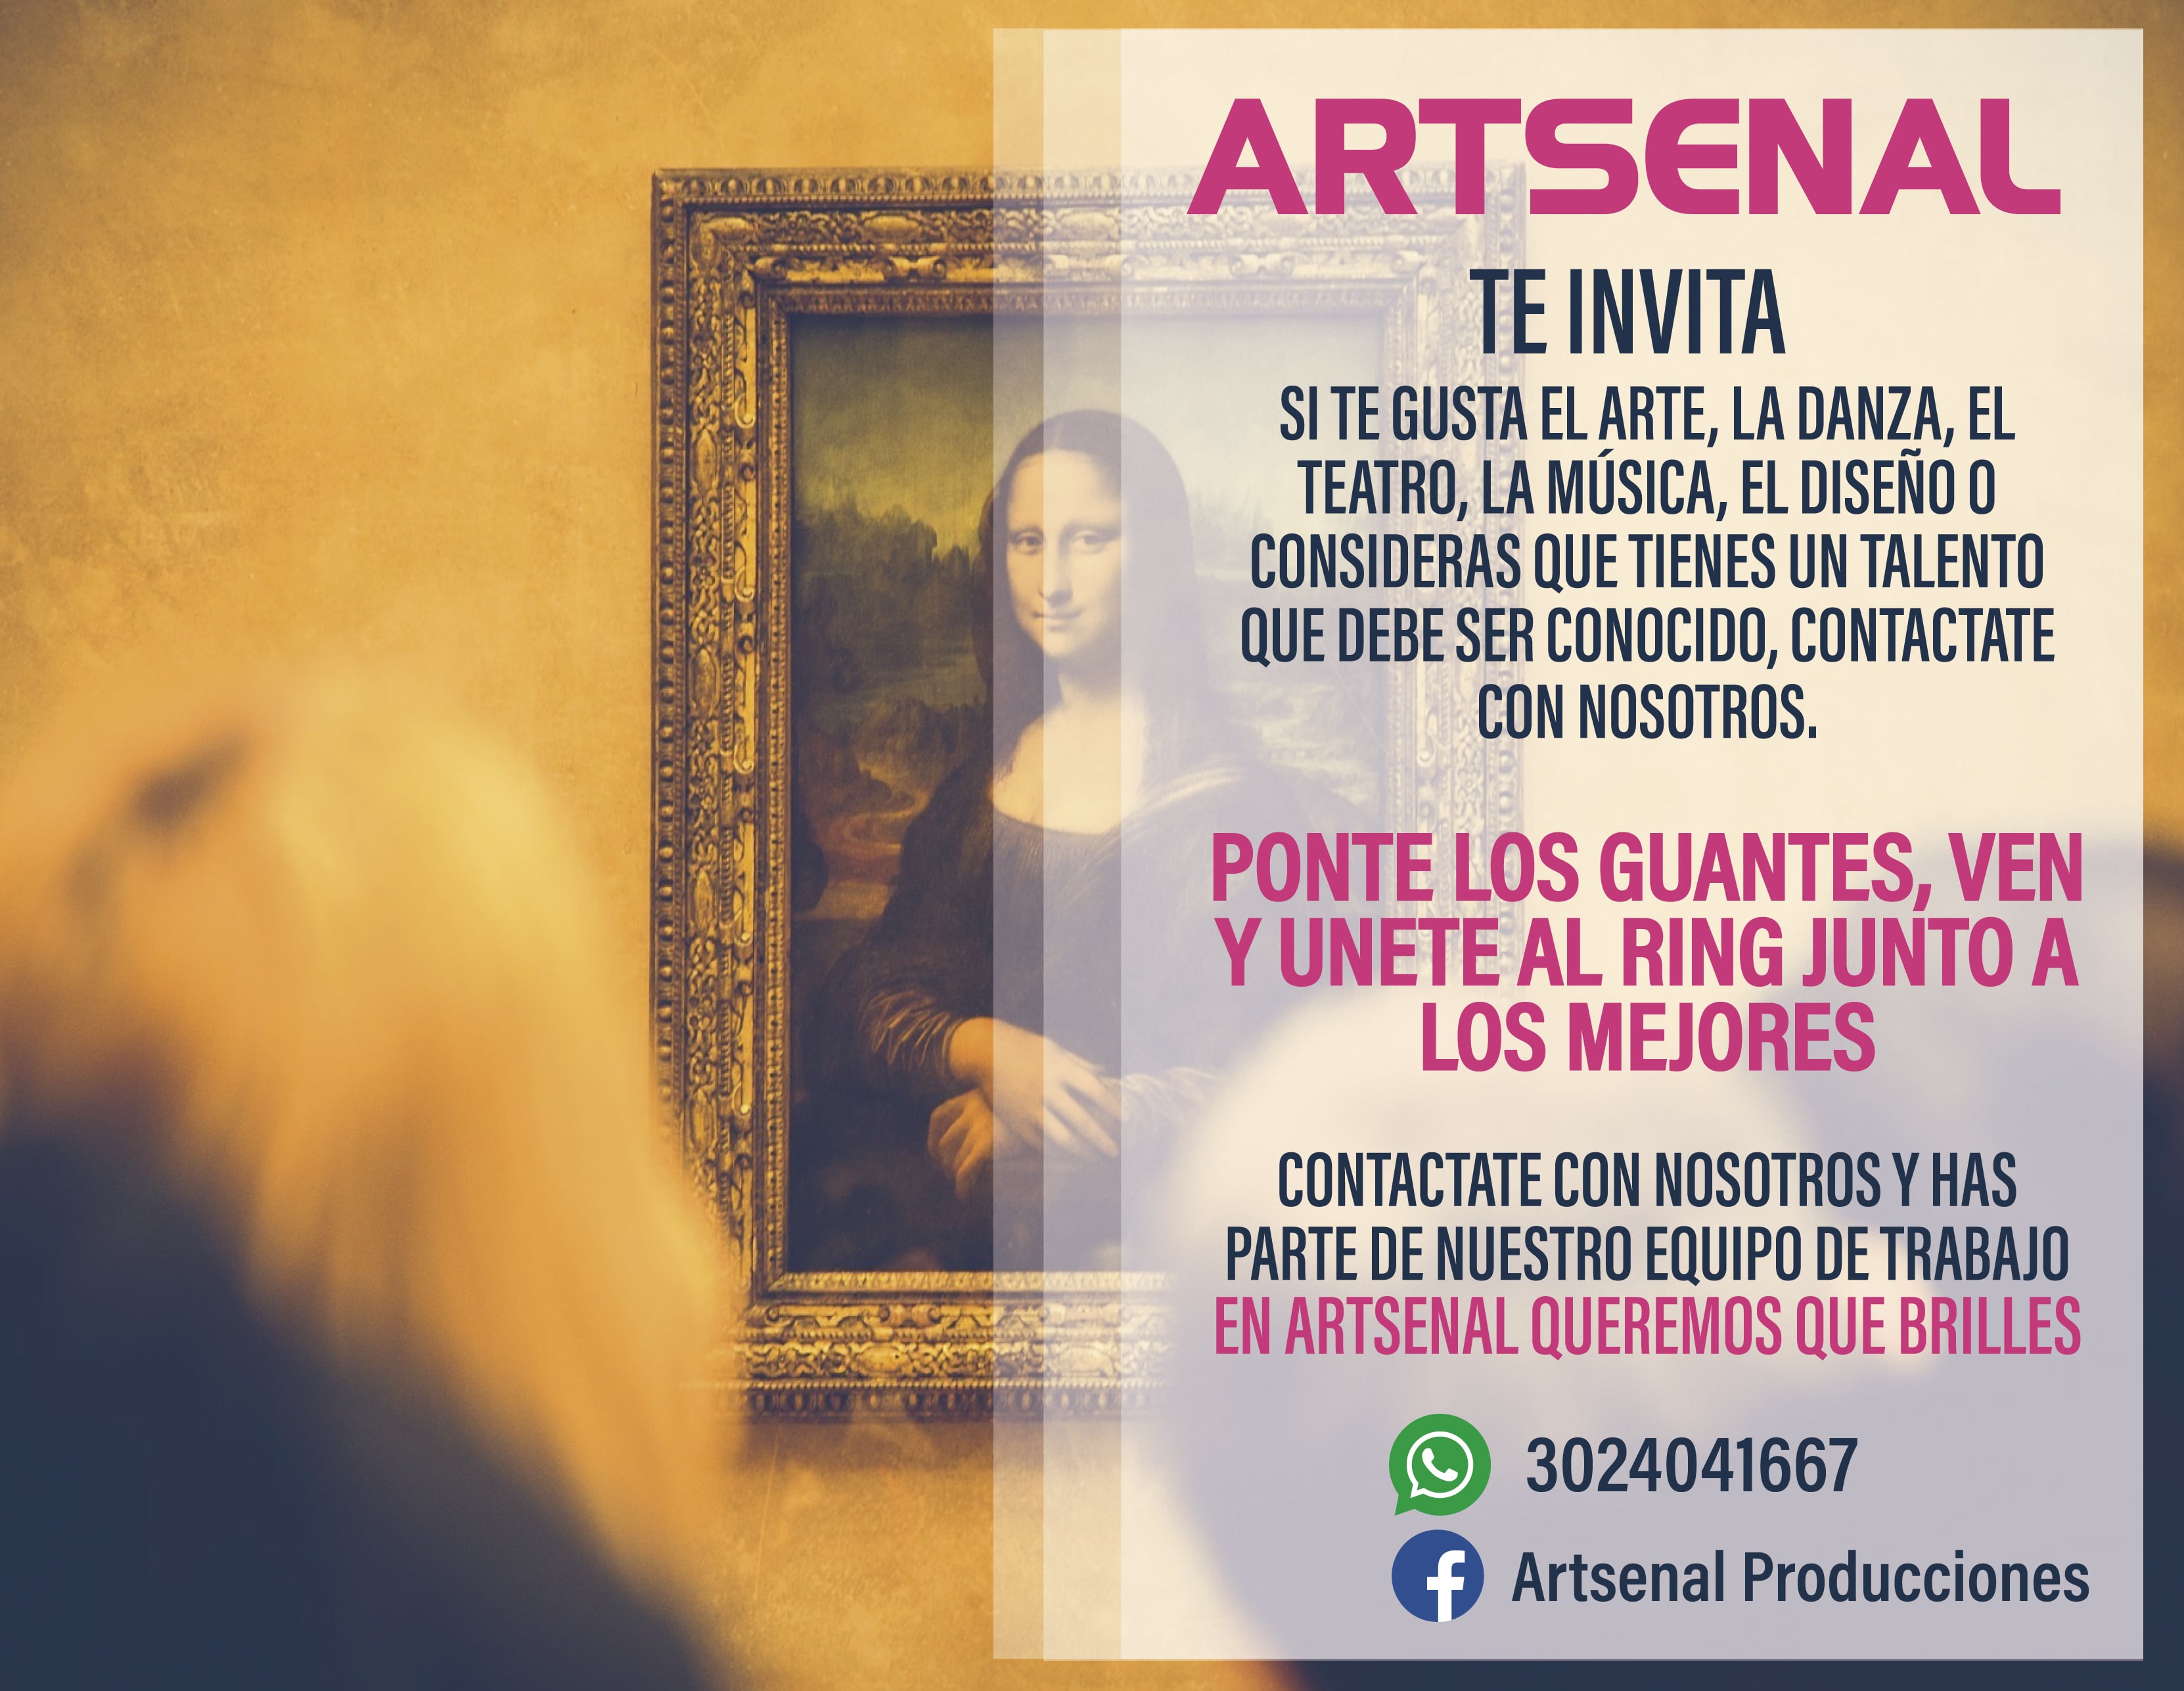 ARTSENAL
TE INVITA
SI TE GUSTA EL ARTE, LA DANZA, EL
TEATRO, LA MÚSICA, EL DISEÑO O
CONSIDERAS QUE TIENES UN TALENTO
QUE DEBE SER CONOCIDO, CONTACTATE
CON NOSOTROS.
PONTE LOS GUANTES, VEN
Y UNETE AL RING JUNTO A
LOS MEJORES
CONTACTATE CON NOSOTROS Y HAS
PARTE DE NUESTRO EQUIPO DE TRABAJO
EN ARTSENAL QUEREMOS QUE BRILLES
3024041667
Artsenal Producciones